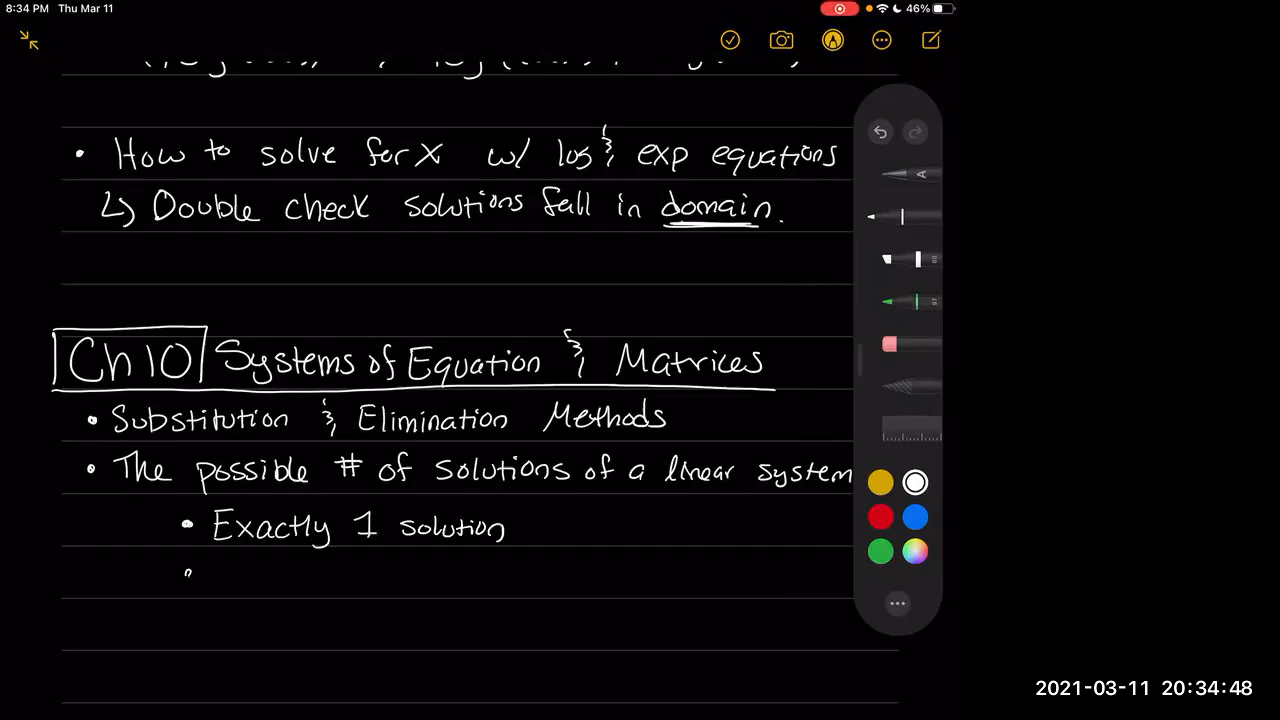 8:34 PM Thu Mar 11
46%
• How to solve for X w/ log & exp equations
↳ Double check solutions fall in domain.
Ch 10 Systems of Equation & Matrices
• Substitution & Elimination Methods
• The possible # of solutions of a linear system
• Exactly 1 solution
2021-03-11 20:34:48